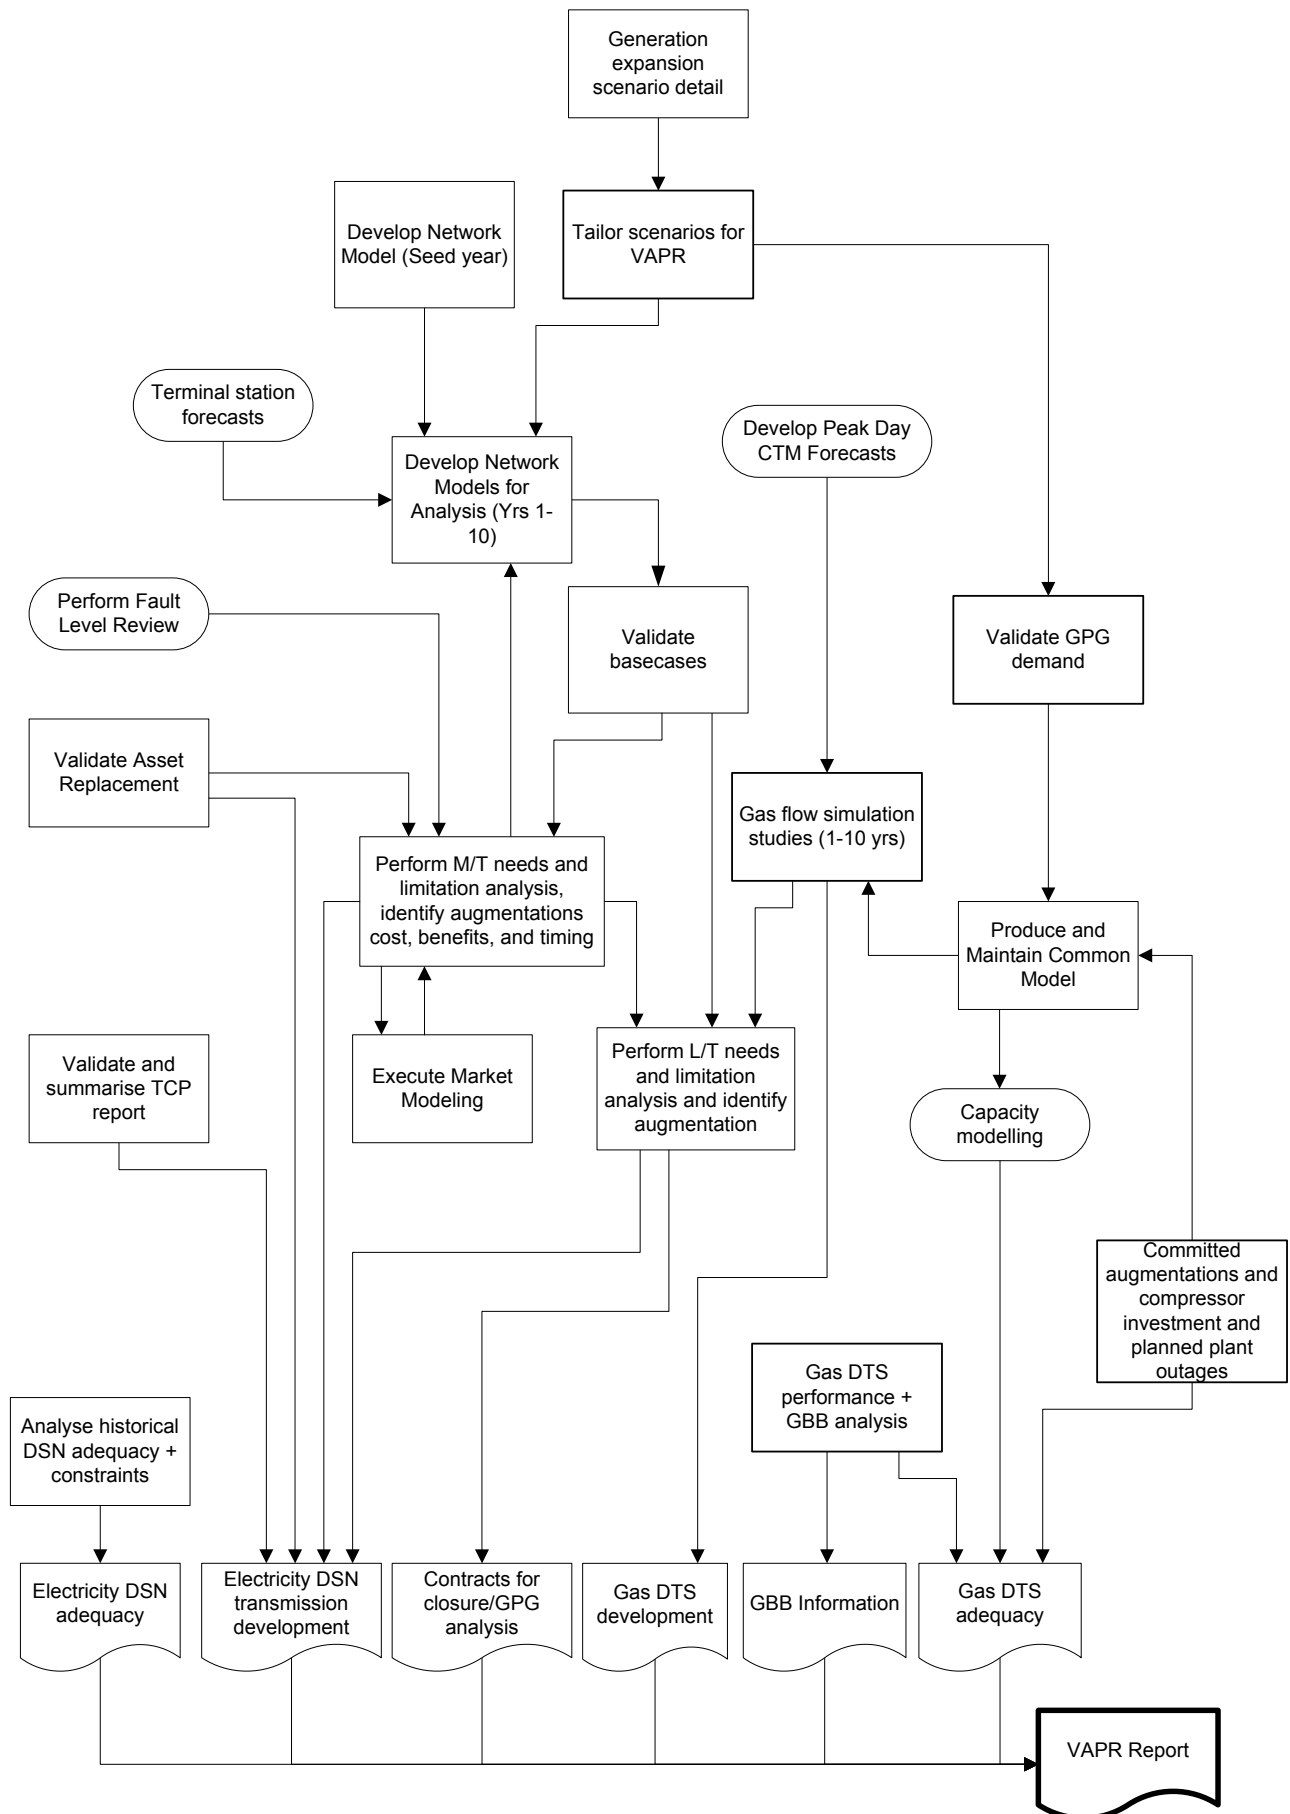 Generation
expansion
scenario detail
Develop Network
Model (Seed year)
Tailor scenarios for
VAPR
Terminal station
forecasts
Develop Peak Day
CTM Forecasts
Develop Network
Models for
Analysis (Yrs 1-
10)
Perform Fault
Level Review
Validate
basecases
Validate GPG
demand
Validate Asset
Replacement
Gas flow simulation
studies (1-10 yrs)
Perform M/T needs and
limitation analysis,
identify augmentations
cost, benefits, and timing
Produce and
Maintain Common
Model
Validate and
summarise TCP
report
Execute Market
Modeling
Perform L/T needs
and limitation
analysis and identify
augmentation
Capacity
modelling
Committed
augmentations and
compressor
investment and
planned plant
outages
Gas DTS
performance +
GBB analysis
Analyse historical
DSN adequacy +
constraints
Electricity DSN
adequacy
Electricity DSN
transmission
development
Contracts for
closure/GPG
analysis
Gas DTS
development
GBB Information
Gas DTS
adequacy
VAPR Report